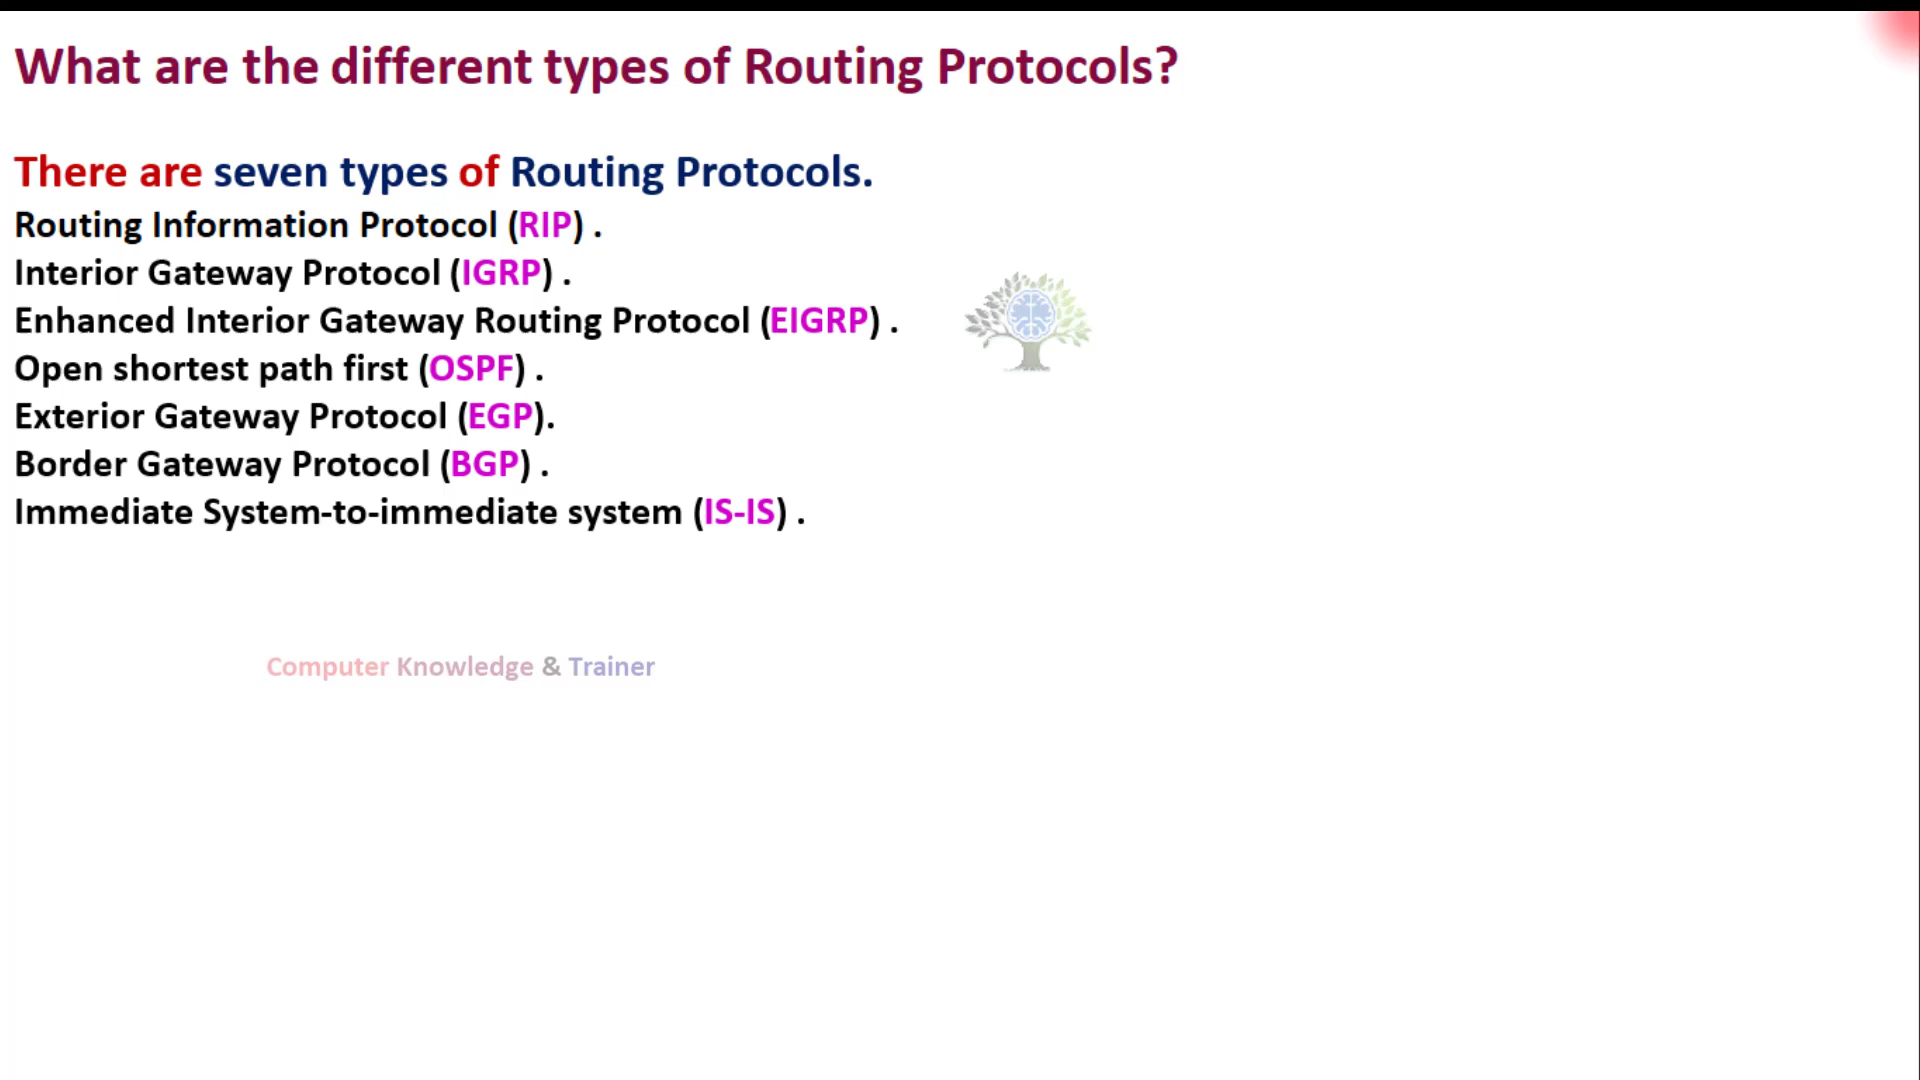 What are the different types of Routing Protocols?
There are seven types of Routing Protocols.
Routing Information Protocol (RIP) .
Interior Gateway Protocol (IGRP) .
Enhanced Interior Gateway Routing Protocol (EIGRP) .
Open shortest path first (OSPF) .
Exterior Gateway Protocol (EGP).
Border Gateway Protocol (BGP) .
Immediate System-to-immediate system (IS-IS) .
Computer Knowledge & Trainer